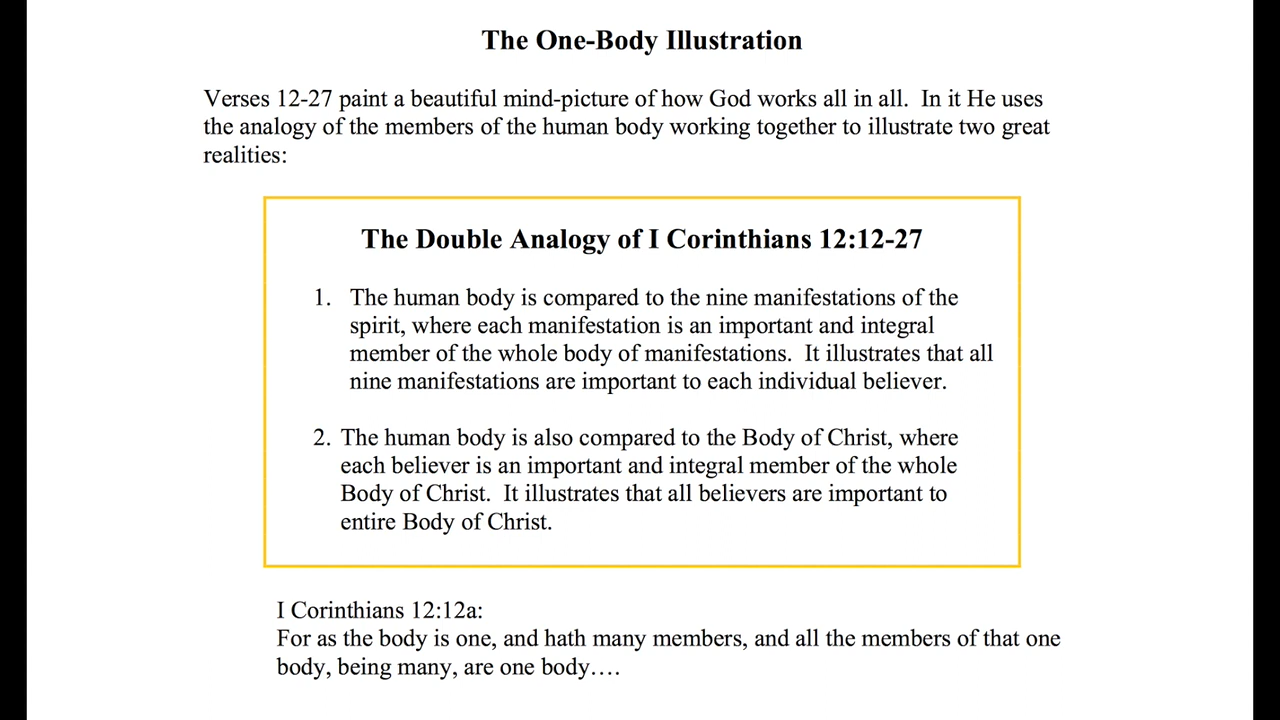 The One-Body Illustration
Verses 12-27 paint a beautiful mind-picture of how God works all in all.  In it He uses
the analogy of the members of the human body working together to illustrate two great
realities:
The Double Analogy of I Corinthians 12:12-27
1.   The human body is compared to the nine manifestations of the
spirit, where each manifestation is an important and integral
member of the whole body of manifestations.  It illustrates that all
nine manifestations are important to each individual believer.
2.  The human body is also compared to the Body of Christ, where
each believer is an important and integral member of the whole
Body of Christ.  It illustrates that all believers are important to
entire Body of Christ.
I Corinthians 12:12a:
For as the body is one, and hath many members, and all the members of that one
body, being many, are one body….